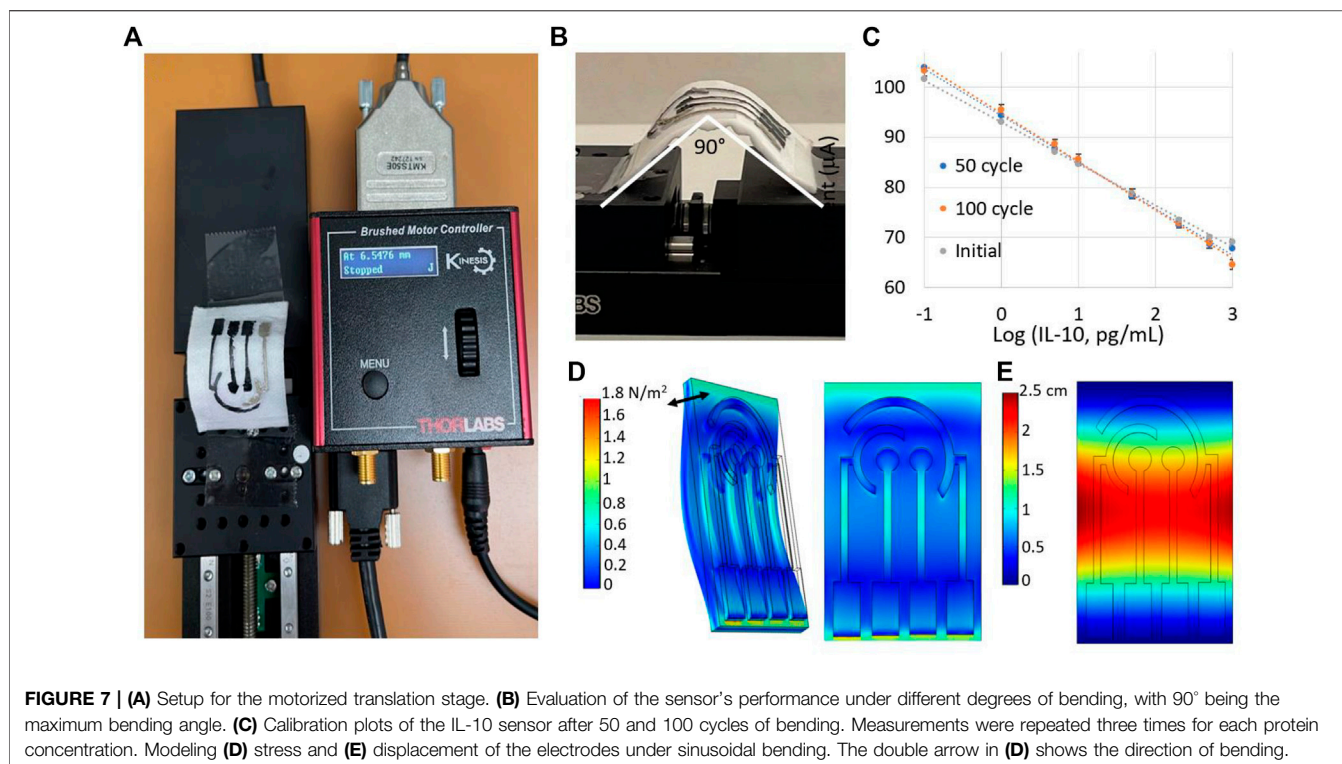 A
B
C
KMTS50E
s/n 127242
Brushed Motor Controller
At 6.5476 mm
Stopped J
KINESIS
MENU
THORLABS
90°
BS
ent (µA)
100
90
80
70
60
50 cycle
100 cycle
Initial
-1 0 1 2 3
Log (IL-10, pg/mL)
D
1.8 N/m²
1.6
1.4
1.2
1
0.8
0.6
0.4
0.2
0
E
2.5 cm
2
1.5
1
0.5
0
FIGURE 7 | (A) Setup for the motorized translation stage. (B) Evaluation of the sensor's performance under different degrees of bending, with 90° being the
maximum bending angle. (C) Calibration plots of the IL-10 sensor after 50 and 100 cycles of bending. Measurements were repeated three times for each protein
concentration. Modeling (D) stress and (E) displacement of the electrodes under sinusoidal bending. The double arrow in (D) shows the direction of bending.